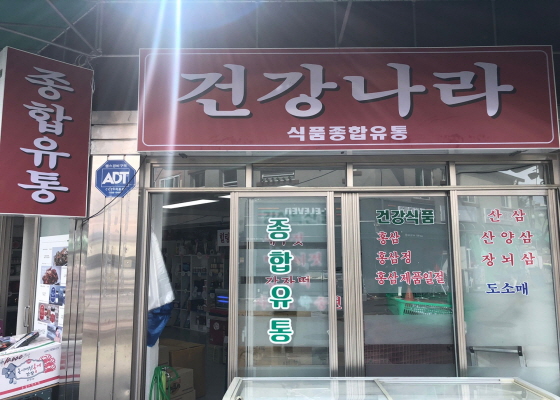 종합유통
건강나라
식품종합유통
ADT
종합유통
건강식품
홍삼
홍삼정
홍삼제품일절
산삼
산양삼
장뇌삼
도소매